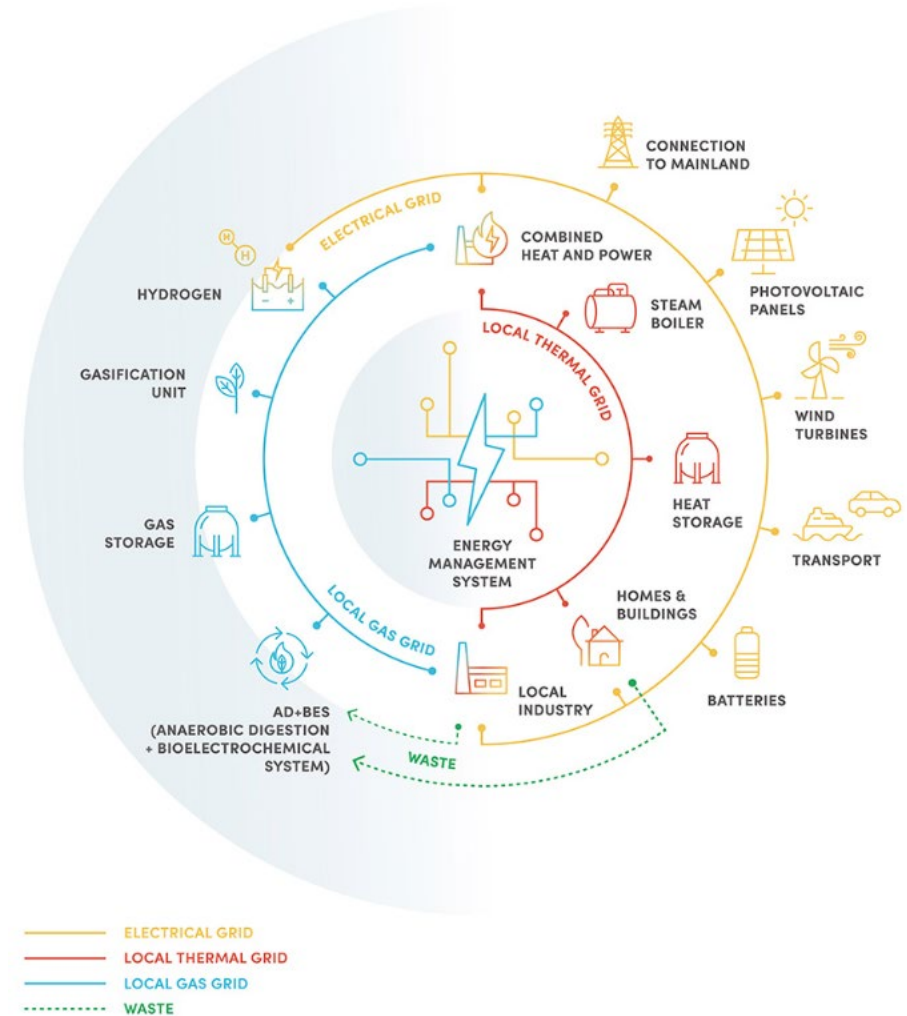 CONNECTION
TO MAINLAND
ELECTRICAL GRID
COMBINED
HEAT AND POWER
H
H
HYDROGEN
- +
PHOTOVOLTAIC
PANELS
STEAM
BOILER
LOCAL THERMAL GRID
GASIFICATION
UNIT
WIND
TURBINES
GAS
STORAGE
HEAT
STORAGE
ENERGY
MANAGEMENT
SYSTEM
TRANSPORT
HOMES &
BUILDINGS
LOCAL GAS GRID
LOCAL
INDUSTRY
BATTERIES
AD+BES
(ANAEROBIC DIGESTION
+ BIOELECTROCHEMICAL
SYSTEM)
WASTE
ELECTRICAL GRID
LOCAL THERMAL GRID
LOCAL GAS GRID
WASTE